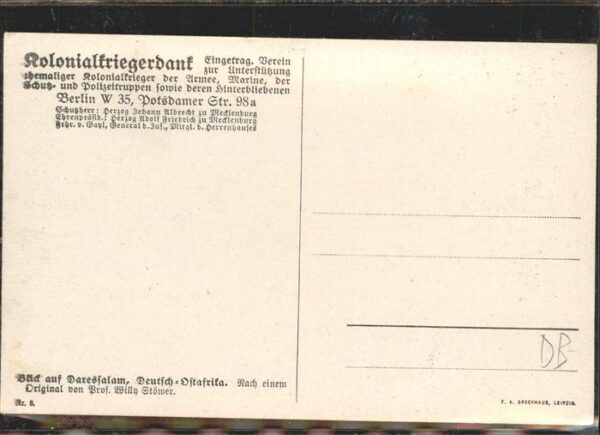 Kolonialkriegerdank Eingetrag. Verein
zur Unterstützung
ehemaliger Kolonialkrieger der Armee, Marine, der
Schutz- und Polizeitruppen sowie deren Hinterbliebenen
Berlin W 35, Potsdamer Str. 98a
Schutzherr: Herzog Johann Albrecht zu Mecklenburg
Ehrenpräsid.: Herzog Adolf Friedrich zu Mecklenburg
Frhr. v. Gayl, General d. Inf., Mitgl. d. Herrenhauses
DB
Blick auf Daressalam, Deutsch-Ostafrika. Nach einem
Original von Prof. Willy Stöwer.
Nr. 8.
F. A. BROCKHAUS, LEIPZIG.